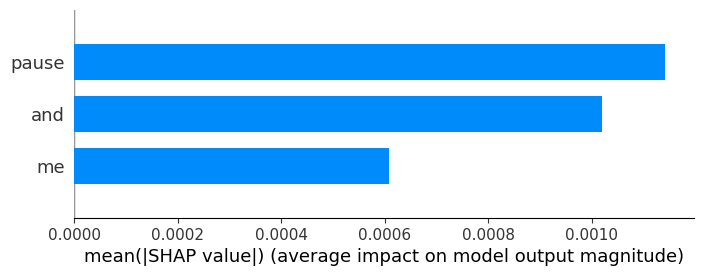 pause
and
me
0.0000 0.0002 0.0004 0.0006 0.0008 0.0010
mean(|SHAP value|) (average impact on model output magnitude)